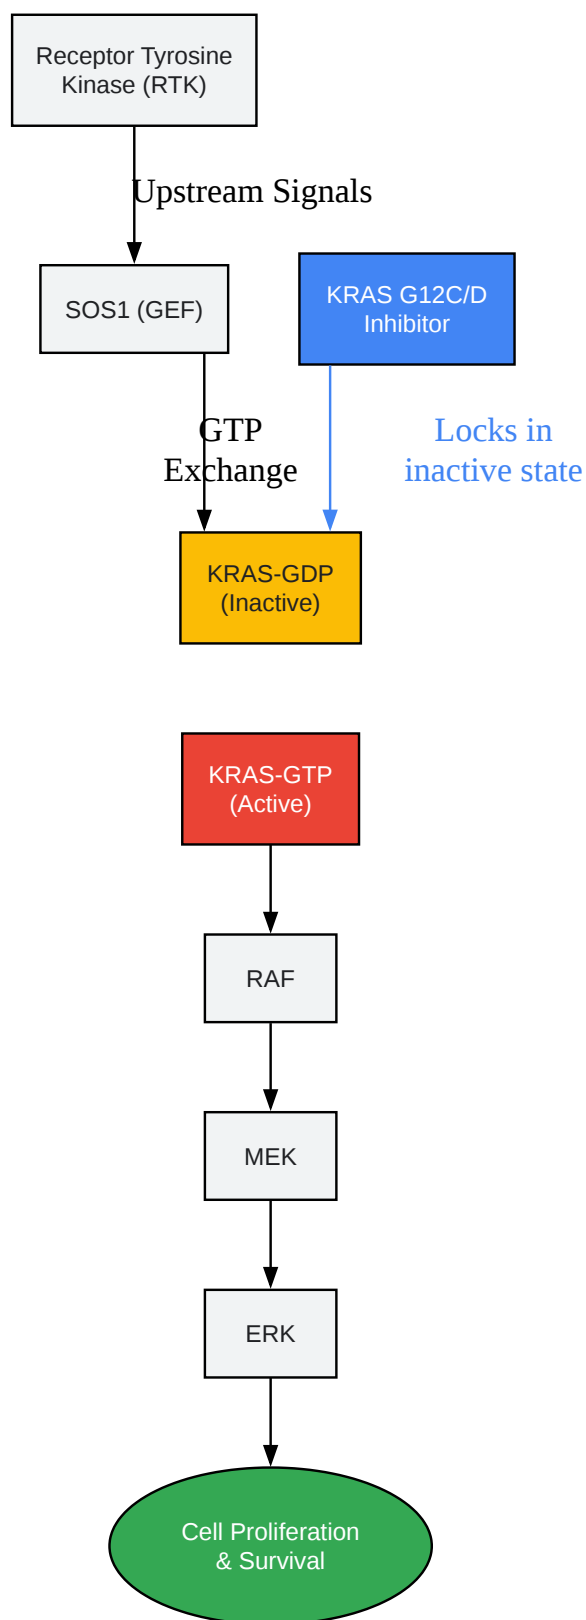 Receptor Tyrosine
Kinase (RTK)
Upstream Signals
SOS1 (GEF)
KRAS G12C/D
Inhibitor
GTP
Exchange
Locks in
inactive state
KRAS-GDP
(Inactive)
KRAS-GTP
(Active)
RAF
MEK
ERK
Cell Proliferation
& Survival